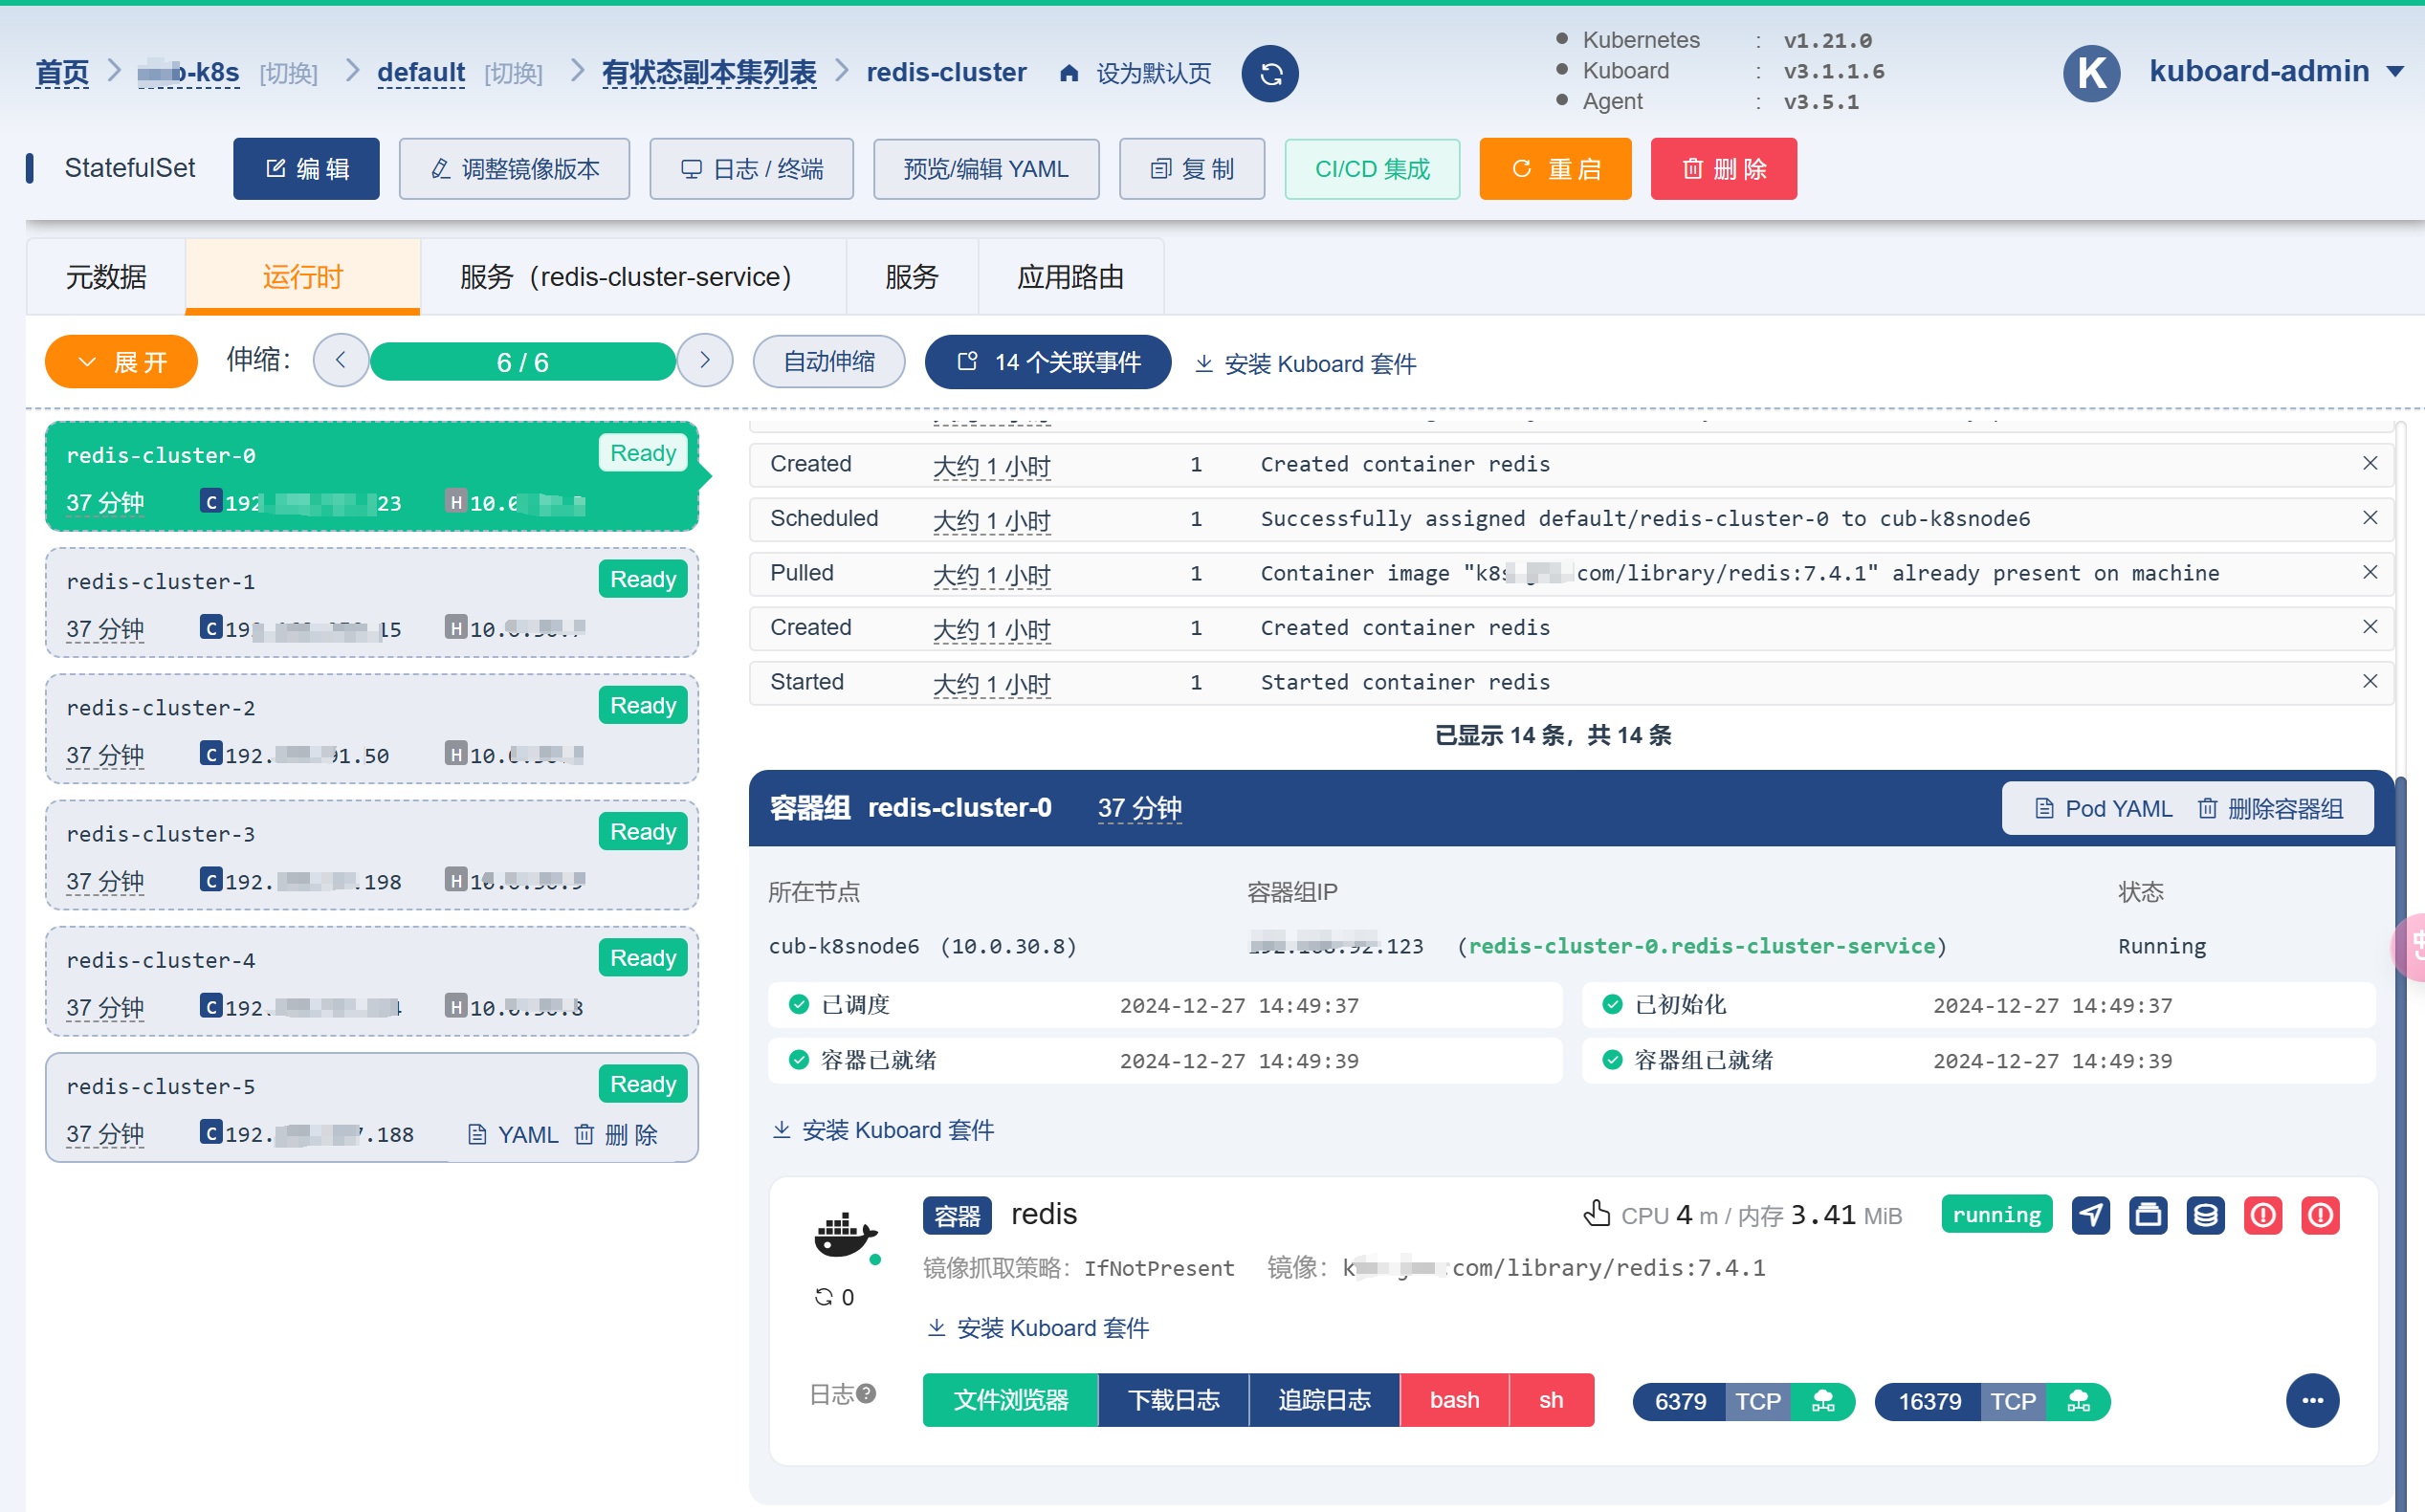 首页 > -k8s [切换] > default [切换] > 有状态副本集列表 > redis-cluster 设为默认页
Kubernetes : v1.21.0
Kuboard : v3.1.1.6
Agent : v3.5.1
K kuboard-admin
StatefulSet 编 辑 调整镜像版本 日志 / 终端 预览/编辑 YAML 复 制 CI/CD 集成 重 启 删 除
元数据 运行时 服务（redis-cluster-service） 服务 应用路由
展 开 伸缩： 6 / 6 自动伸缩 14 个关联事件 安装 Kuboard 套件
redis-cluster-0 Ready
37 分钟 C 192 23 H 10.0
redis-cluster-1 Ready
37 分钟 C 19 15 H 10.
redis-cluster-2 Ready
37 分钟 C 192. 91.50 H 10.
redis-cluster-3 Ready
37 分钟 C 192. .198 H 10
redis-cluster-4 Ready
37 分钟 C 192. H 10.
redis-cluster-5 Ready
37 分钟 C 192. 7.188 YAML 删 除
Created 大约 1 小时 1 Created container redis
Scheduled 大约 1 小时 1 Successfully assigned default/redis-cluster-0 to cub-k8snode6
Pulled 大约 1 小时 1 Container image "k8s com/library/redis:7.4.1" already present on machine
Created 大约 1 小时 1 Created container redis
Started 大约 1 小时 1 Started container redis
已显示 14 条，共 14 条
容器组 redis-cluster-0 37 分钟 Pod YAML 删除容器组
所在节点 容器组IP 状态
cub-k8snode6 (10.0.30.8) .123 (redis-cluster-0.redis-cluster-service) Running
已调度 2024-12-27 14:49:37 已初始化 2024-12-27 14:49:37
容器已就绪 2024-12-27 14:49:39 容器组已就绪 2024-12-27 14:49:39
安装 Kuboard 套件
容器 redis CPU 4 m / 内存 3.41 MiB running
镜像抓取策略： IfNotPresent 镜像： k com/library/redis:7.4.1
0
安装 Kuboard 套件
日志 文件浏览器 下载日志 追踪日志 bash sh 6379 TCP 16379 TCP